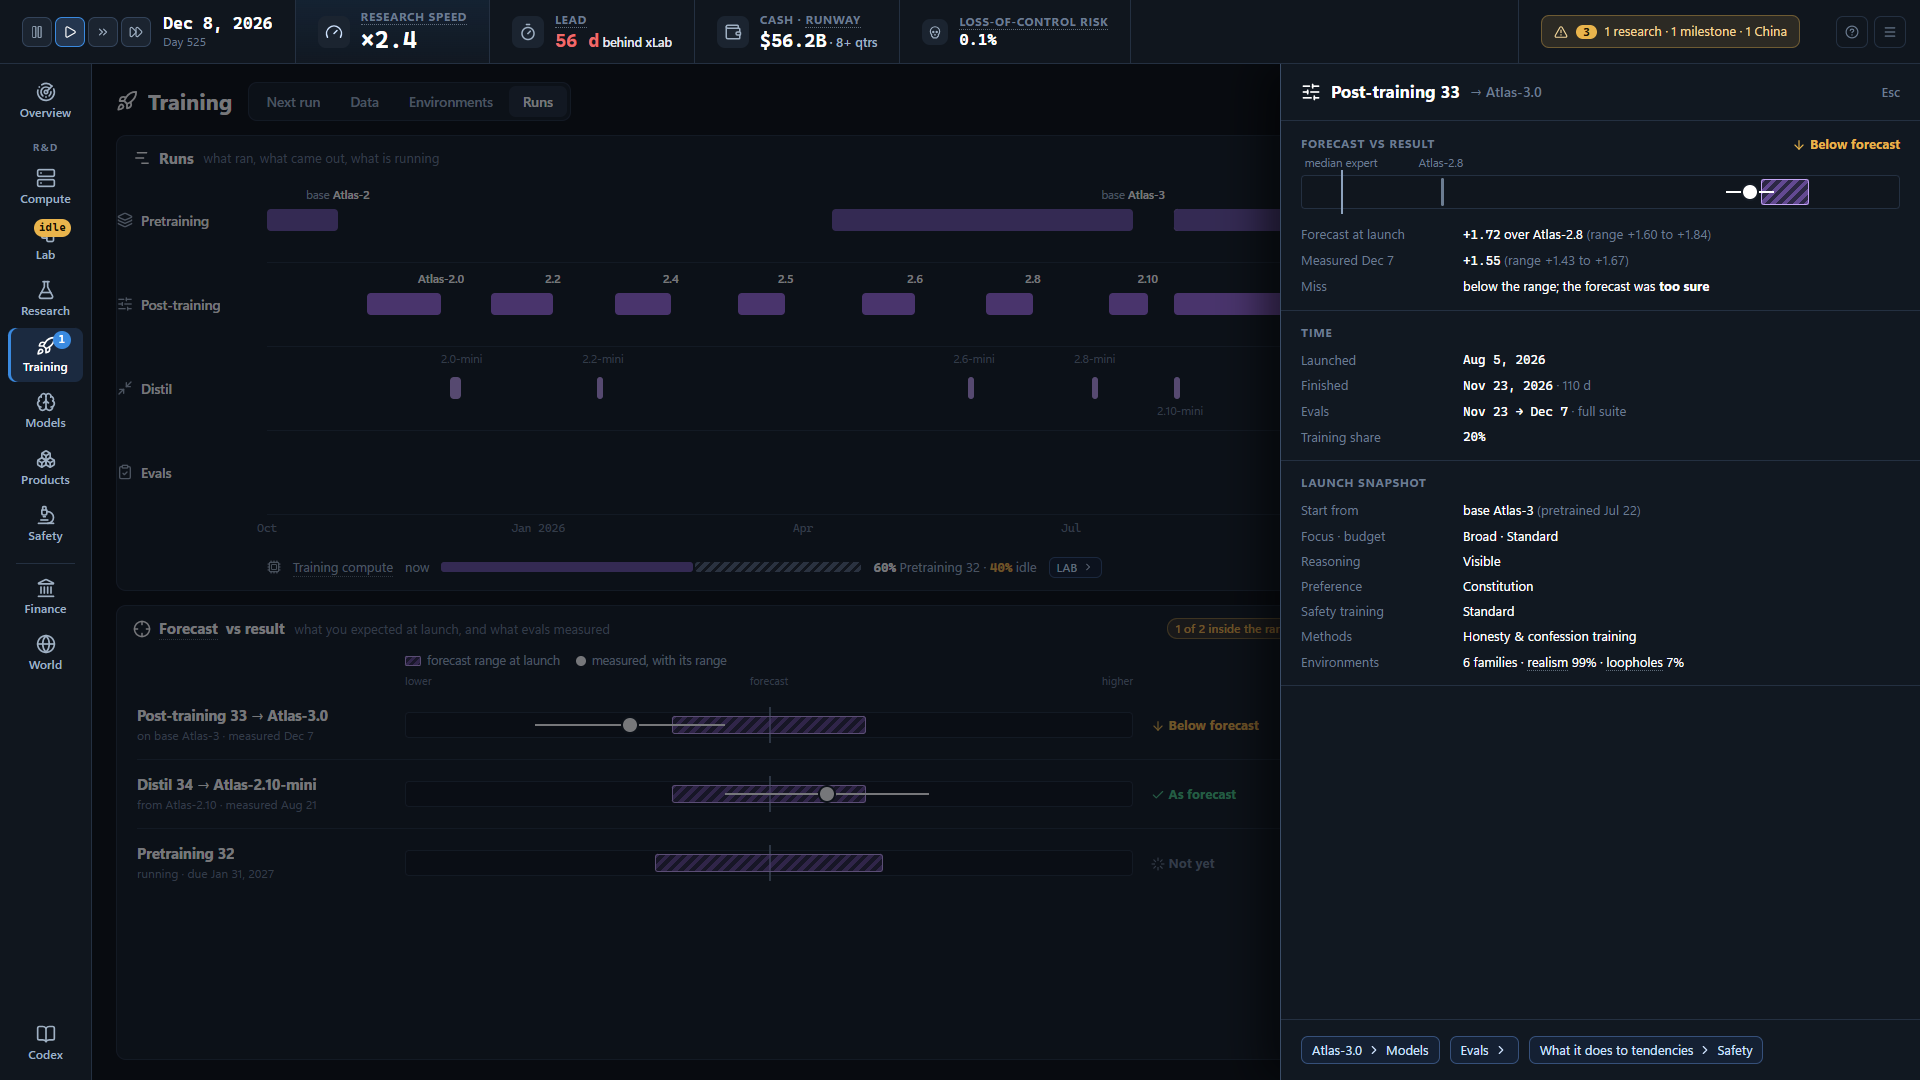 Dec 8, 2026
Day 525
RESEARCH SPEED
×2.4
LEAD
56 d behind xLab
CASH · RUNWAY
$56.2B · 8+ qtrs
LOSS-OF-CONTROL RISK
0.1%
3 1 research · 1 milestone · 1 China
Overview
R&D
Compute
idle
Lab
Research
1
Training
Models
Products
Safety
Finance
World
Codex
Training
Next run Data Environments Runs
Runs what ran, what came out, what is running
base Atlas-2 base Atlas-3
Pretraining
Atlas-2.0 2.2 2.4 2.5 2.6 2.8 2.10
Post-training
2.0-mini 2.2-mini 2.6-mini 2.8-mini
Distil
2.10-mini
Evals
Oct Jan 2026 Apr Jul
Training compute now 60% Pretraining 32 · 40% idle LAB
Forecast vs result what you expected at launch, and what evals measured
1 of 2 inside the
forecast range at launch measured, with its range
lower forecast higher
Post-training 33 → Atlas-3.0
on base Atlas-3 · measured Dec 7
↓ Below forecast
Distil 34 → Atlas-2.10-mini
from Atlas-2.10 · measured Aug 21
As forecast
Pretraining 32
running · due Jan 31, 2027
Not yet
Post-training 33 → Atlas-3.0
Esc
FORECAST VS RESULT
↓ Below forecast
median expert Atlas-2.8
Forecast at launch +1.72 over Atlas-2.8 (range +1.60 to +1.84)
Measured Dec 7 +1.55 (range +1.43 to +1.67)
Miss below the range; the forecast was too sure
TIME
Launched Aug 5, 2026
Finished Nov 23, 2026 · 110 d
Evals Nov 23 → Dec 7 · full suite
Training share 20%
LAUNCH SNAPSHOT
Start from base Atlas-3 (pretrained Jul 22)
Focus · budget Broad · Standard
Reasoning Visible
Preference Constitution
Safety training Standard
Methods Honesty & confession training
Environments 6 families · realism 99% · loopholes 7%
Atlas-3.0 > Models
Evals >
What it does to tendencies > Safety